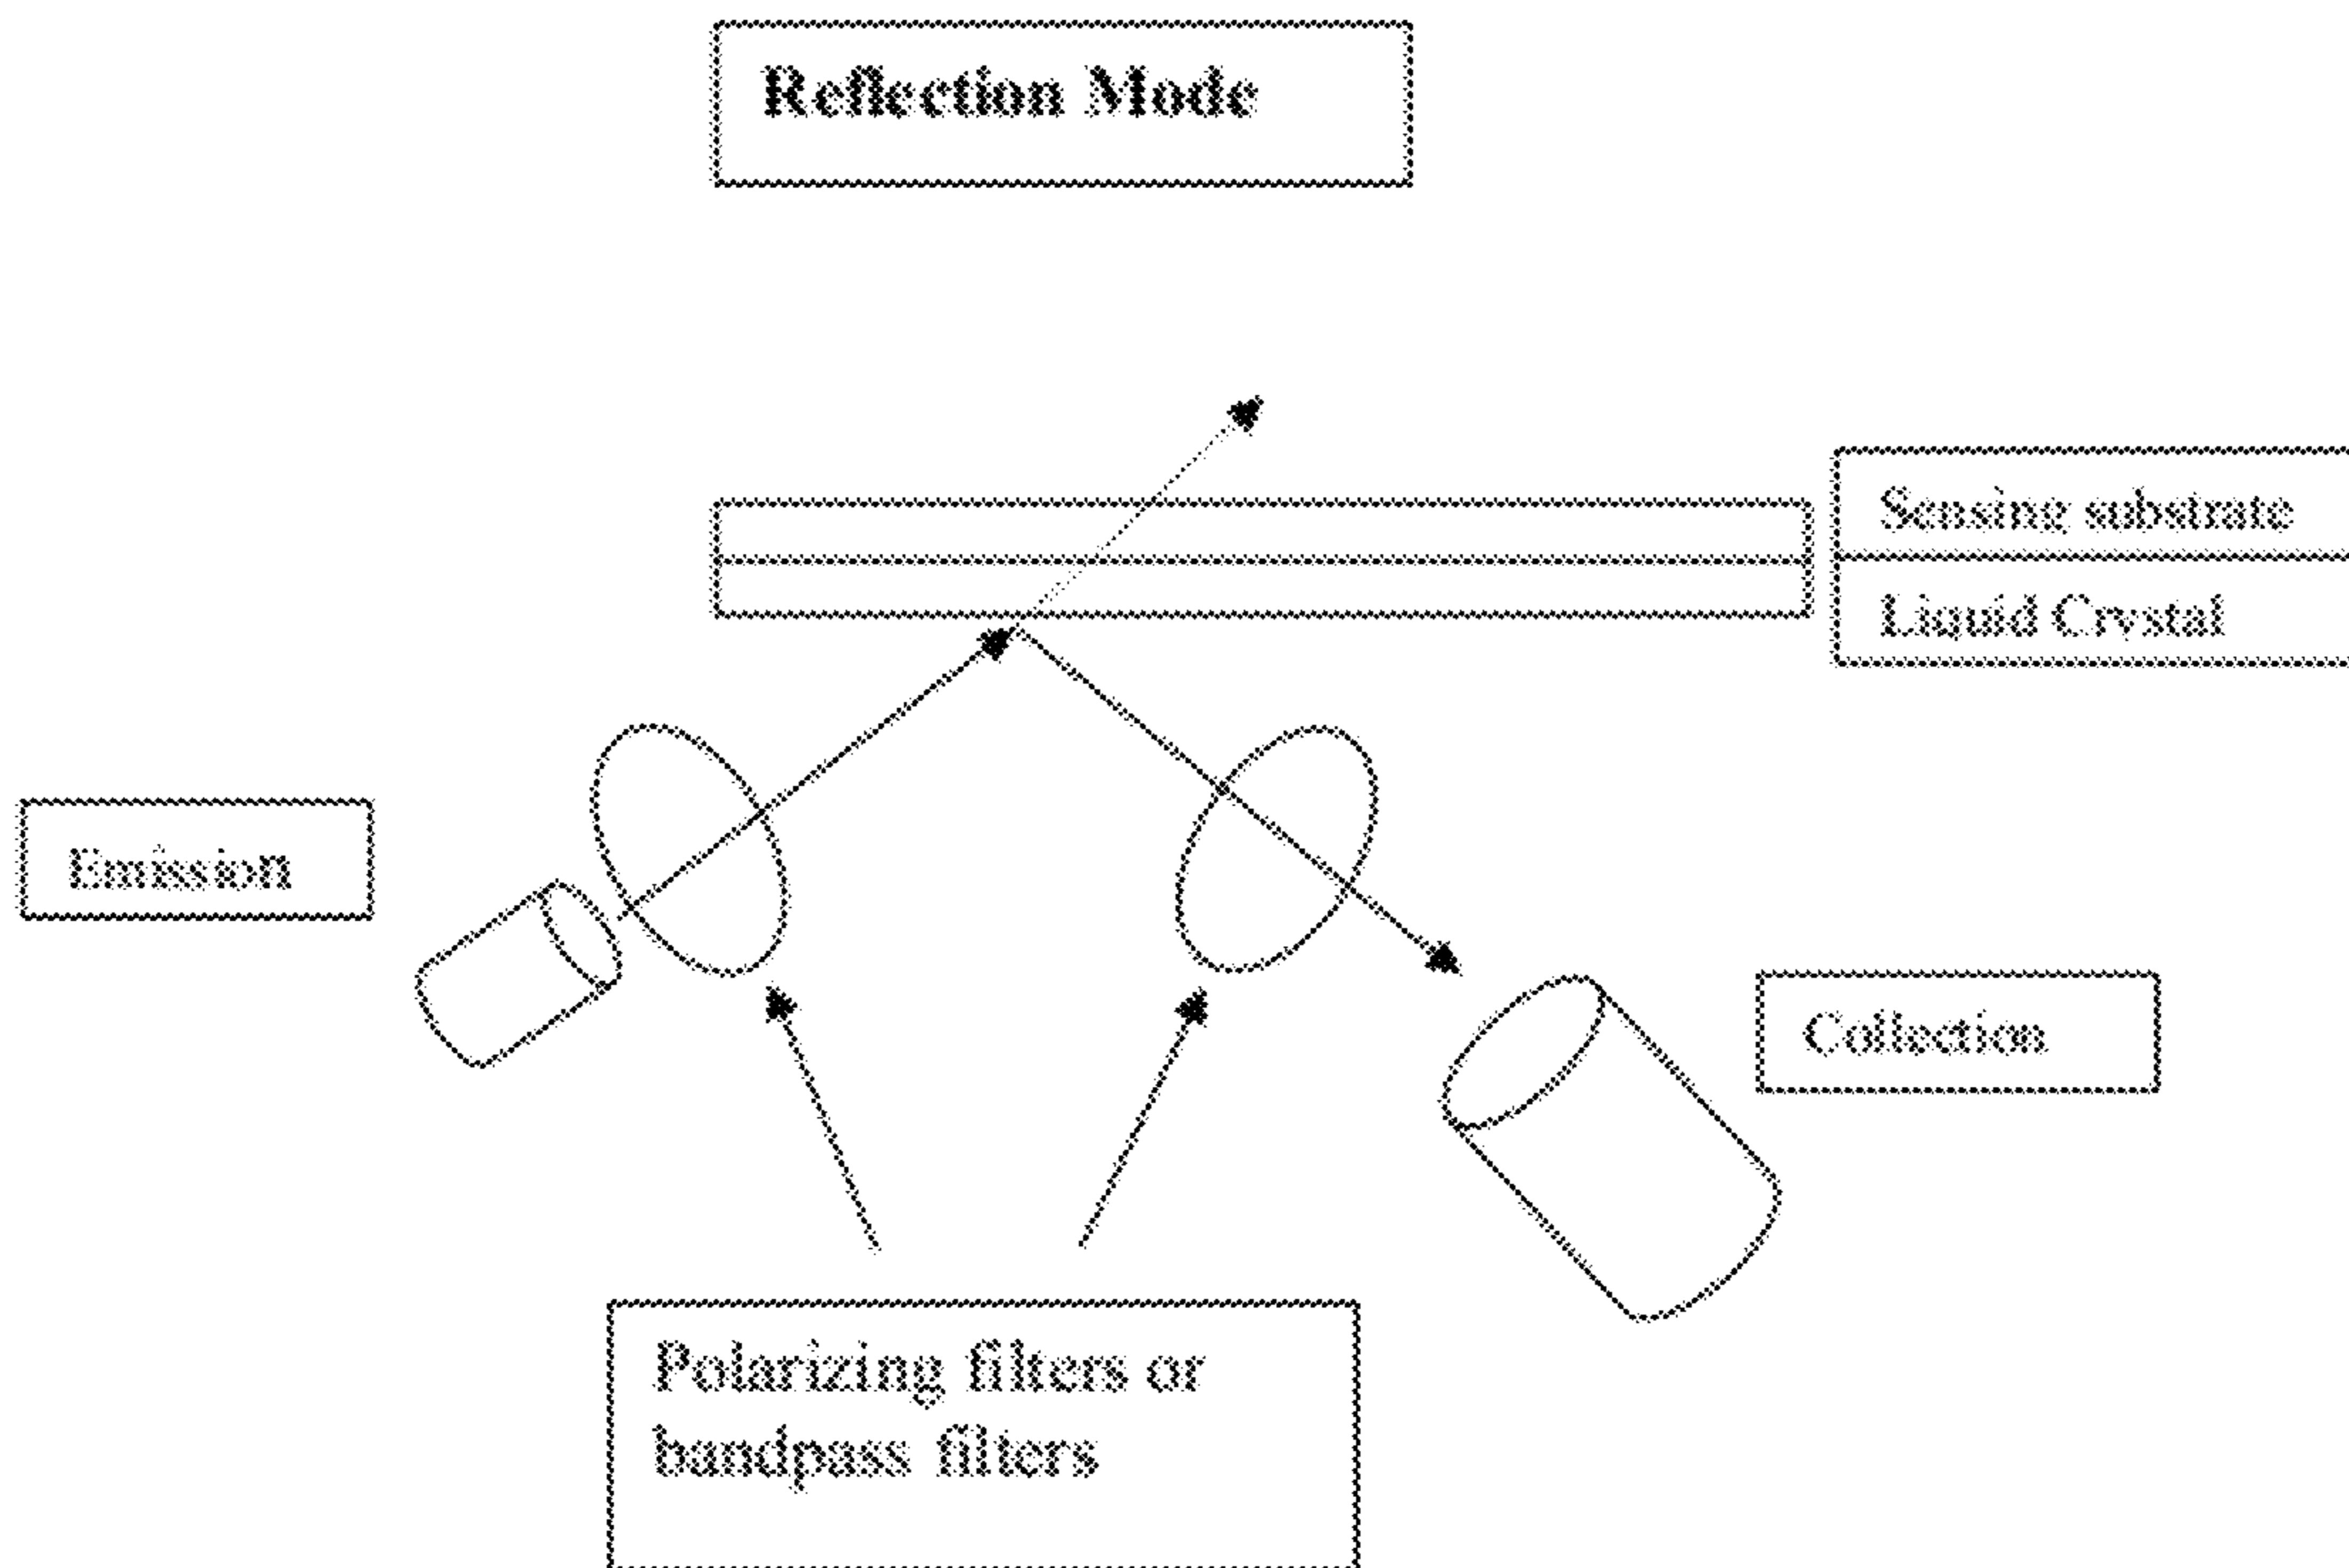 Reflection Mode
Sensing substrate
Liquid Crystal
Emission
Collection
Polarizing filters or
bandpass filters